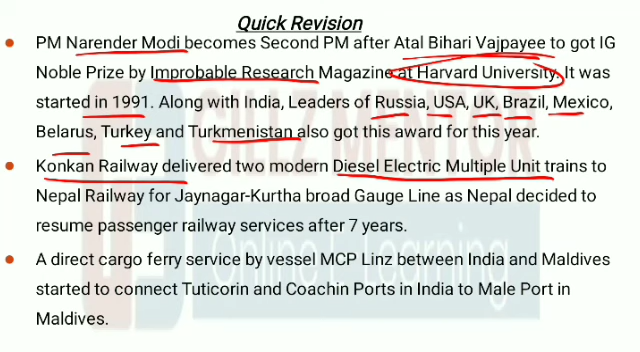 Quick Revision
• PM Narender Modi becomes Second PM after Atal Bihari Vajpayee to got IG
Noble Prize by Improbable Research Magazine at Harvard University. It was
started in 1991. Along with India, Leaders of Russia, USA, UK, Brazil, Mexico,
Belarus, Turkey and Turkmenistan also got this award for this year.
• Konkan Railway delivered two modern Diesel Electric Multiple Unit trains to
Nepal Railway for Jaynagar-Kurtha broad Gauge Line as Nepal decided to
resume passenger railway services after 7 years.
• A direct cargo ferry service by vessel MCP Linz between India and Maldives
started to connect Tuticorin and Coachin Ports in India to Male Port in
Maldives.
GILLZ MENTOR
Online Learning